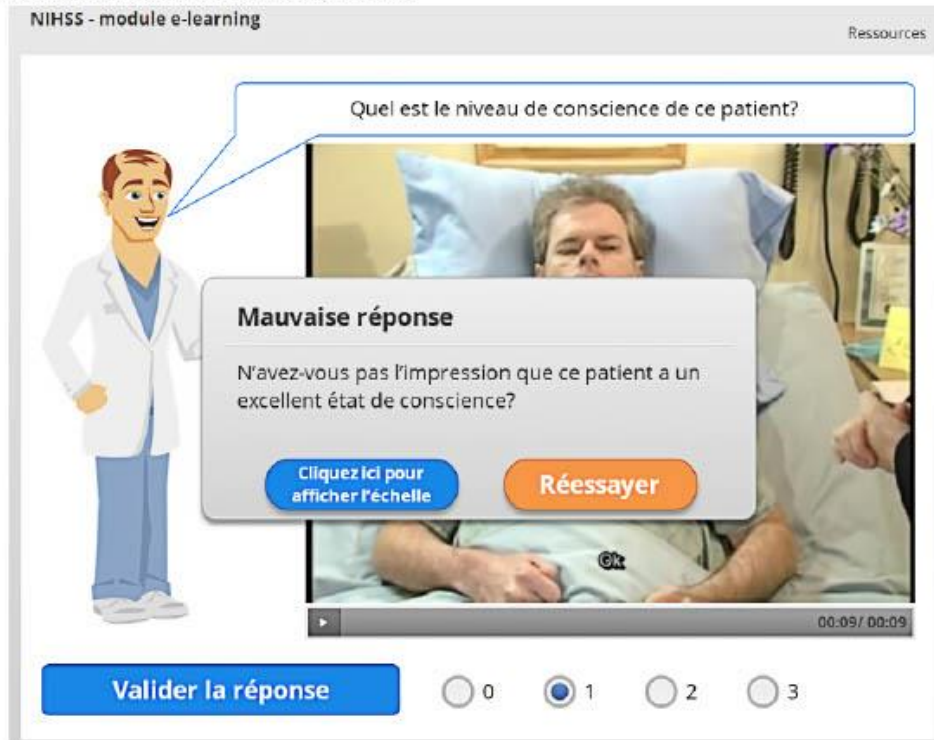 NIHSS - module e-learning
Ressources
Quel est le niveau de conscience de ce patient?
Mauvaise réponse
N'avez-vous pas l'impression que ce patient a un
excellent état de conscience?
Cliquez ici pour
afficher l'échelle
Réessayer
Ok
00:09/ 00:09
Valider la réponse
0
1
2
3